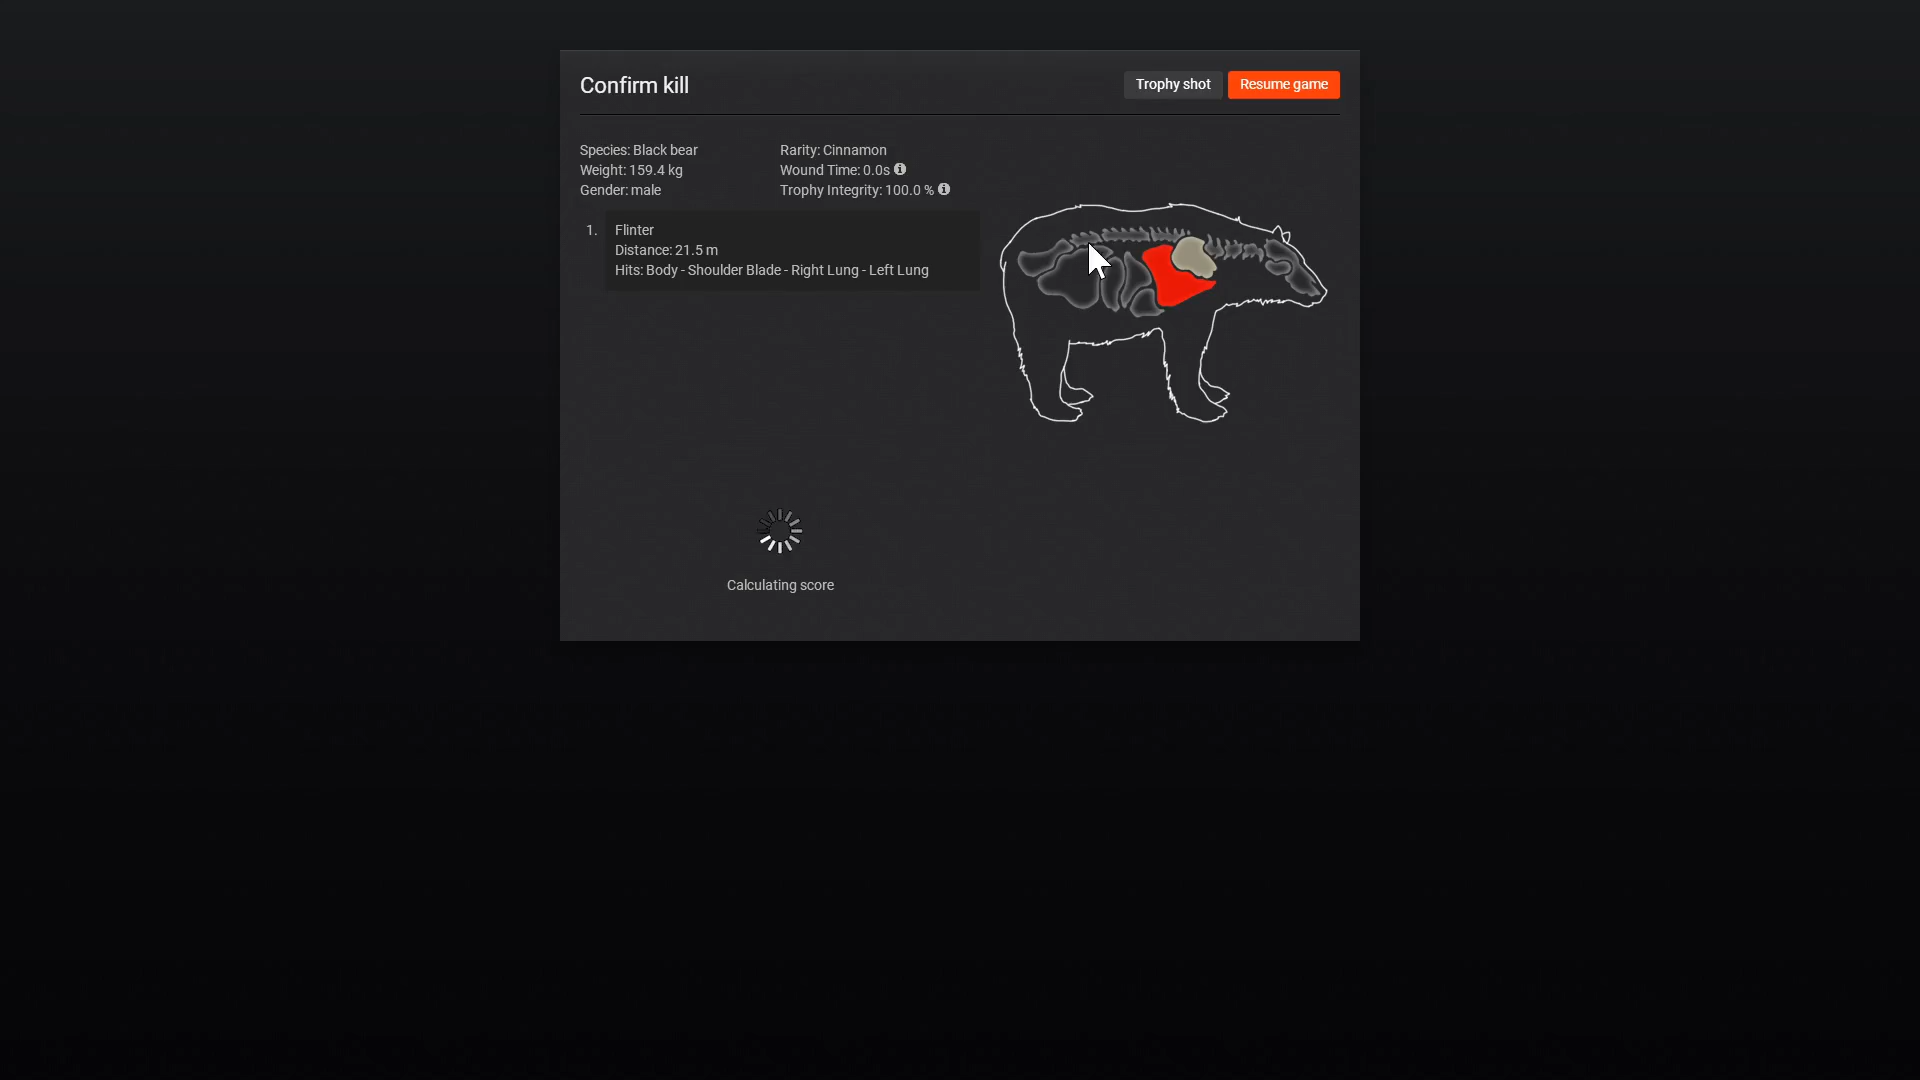 Confirm kill
Trophy shot
Resume game
Species: Black bear
Weight: 159.4 kg
Gender: male
Rarity: Cinnamon
Wound Time: 0.0s
Trophy Integrity: 100.0 %
1.
Flinter
Distance: 21.5 m
Hits: Body - Shoulder Blade - Right Lung - Left Lung
Calculating score